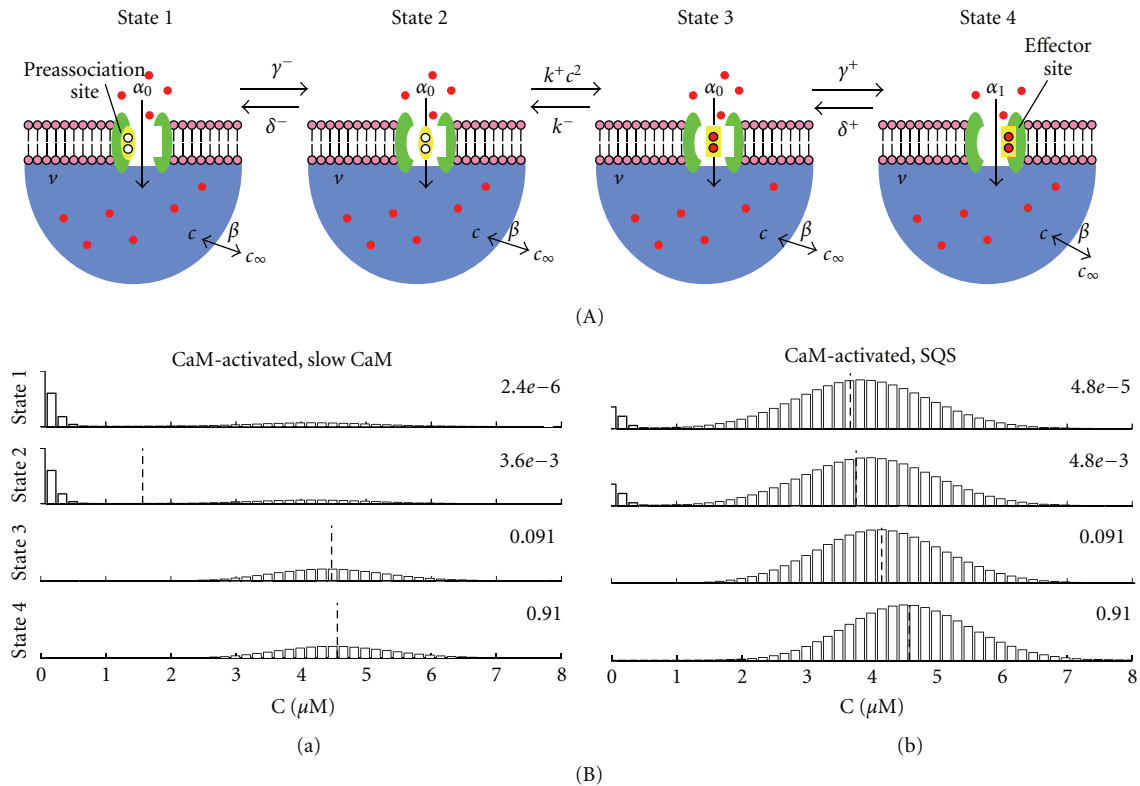 State 1 State 2 State 3 State 4
Preassociation site
Effector site
α₀ α₀ α₀ α₁
γ⁻ k⁺c² γ⁺
δ⁻ k⁻ δ⁺
ν ν ν ν
c β c β c β c β
c∞ c∞ c∞ c∞
(A)
CaM-activated, slow CaM
State 1 2.4e−6
State 2 3.6e−3
State 3 0.091
State 4 0.91
0 1 2 3 4 5 6 7 8
C (μM)
(a)
CaM-activated, SQS
4.8e−5
4.8e−3
0.091
0.91
0 1 2 3 4 5 6 7 8
C (μM)
(b)
(B)